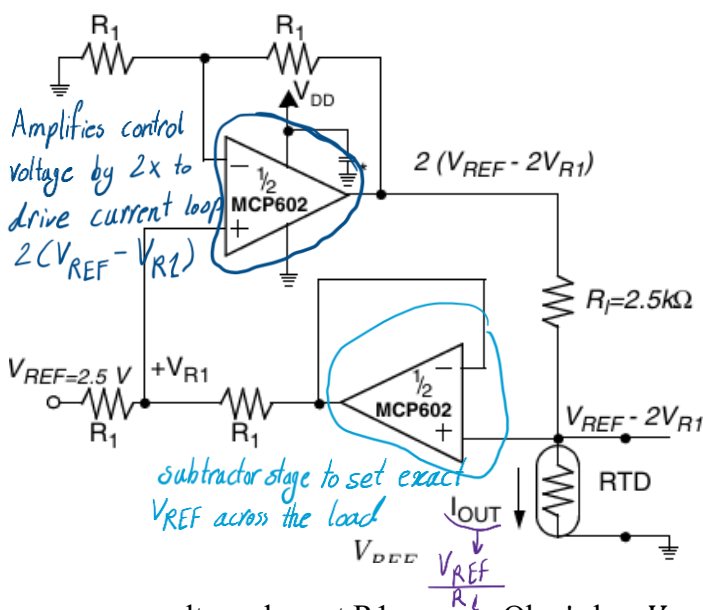 R1 R1
VDD
Amplifies control
voltage by 2x to
drive current loop
2(VREF - VR1)
2 (VREF - 2VR1)
−
½
MCP602
+
*
RI=2.5kΩ
VREF=2.5 V +VR1
R1 R1
−
½
MCP602
+
VREF - 2VR1
subtractor stage to set exact
VREF across the load
RTD
IOUT
VREF
RL